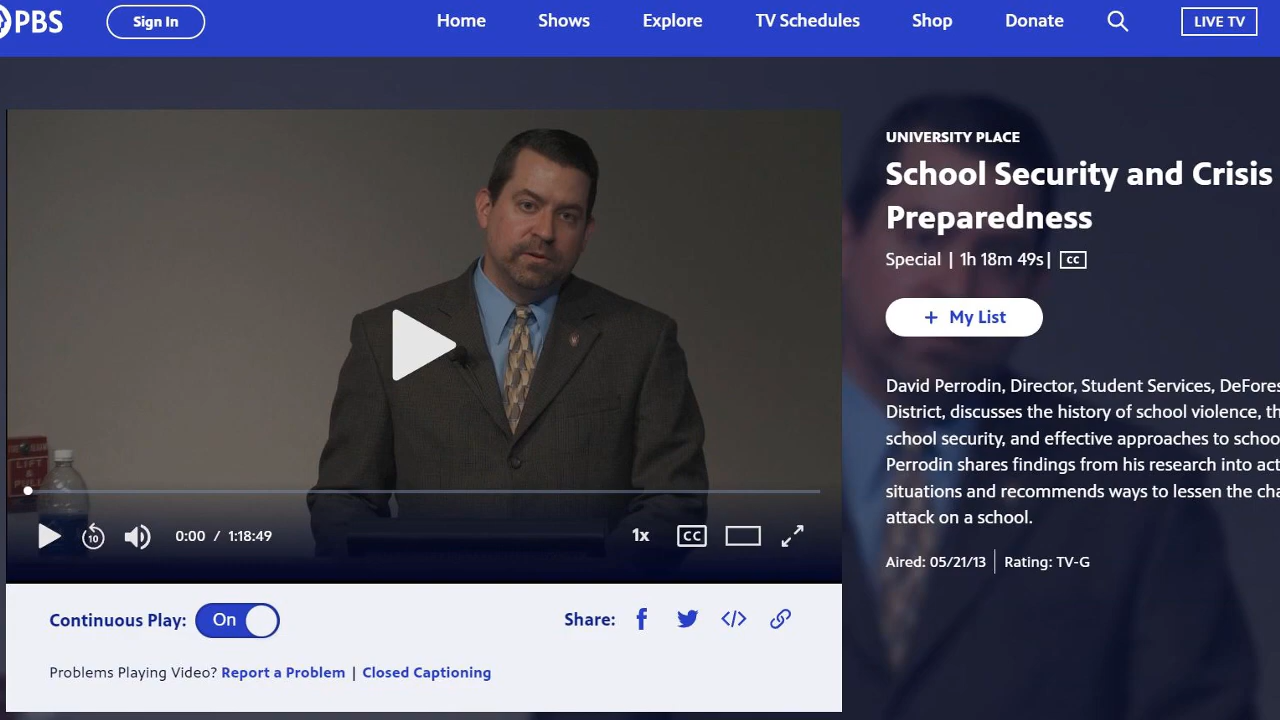 PBS
Sign In
Home
Shows
Explore
TV Schedules
Shop
Donate
LIVE TV
LIFT &
UNIVERSITY PLACE
School Security and Crisis
Preparedness
Special | 1h 18m 49s| CC
+ My List
David Perrodin, Director, Student Services, DeFores
District, discusses the history of school violence, th
school security, and effective approaches to schoo
Perrodin shares findings from his research into act
situations and recommends ways to lessen the cha
attack on a school.
Aired: 05/21/13 | Rating: TV-G
10
0:00 / 1:18:49
1x
CC
Continuous Play: On
Share:
Problems Playing Video? Report a Problem | Closed Captioning